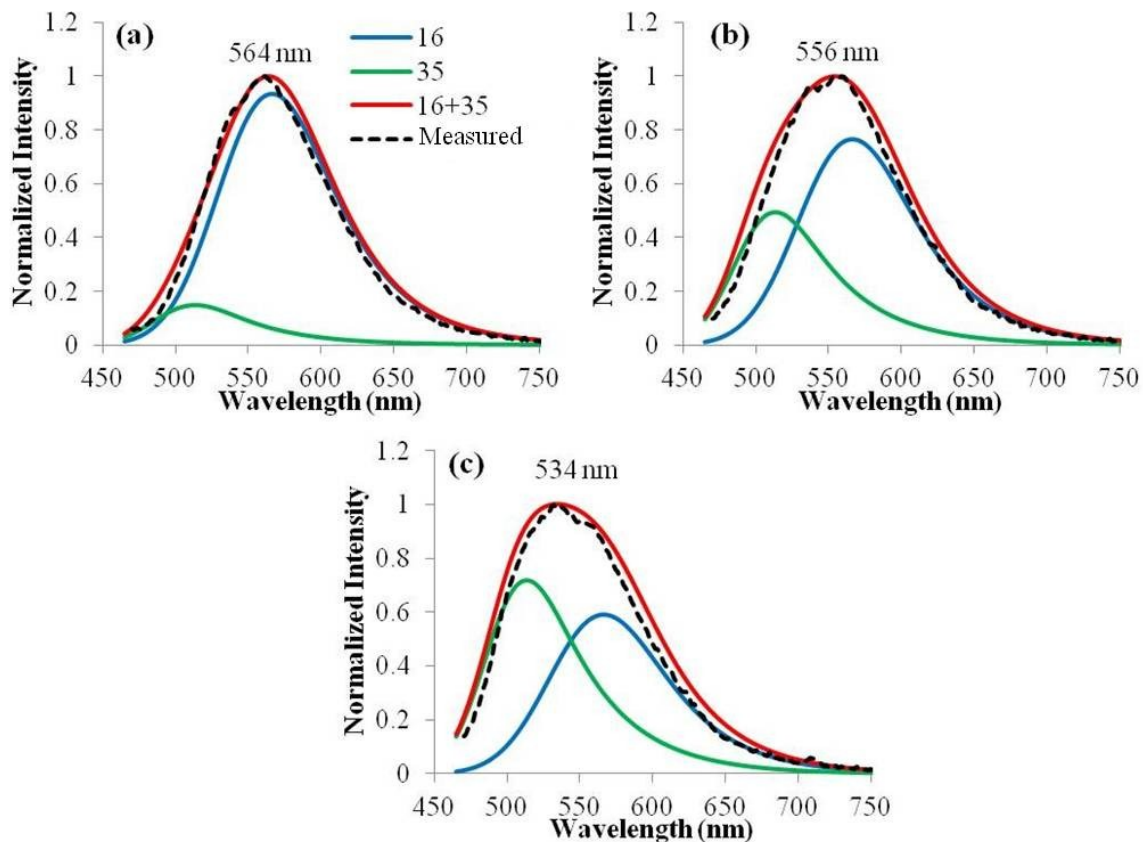 (a)
564 nm
16
35
16+35
Measured
Normalized Intensity
1.2
1
0.8
0.6
0.4
0.2
0
450 500 550 600 650 700 750
Wavelength (nm)
(b)
556 nm
Normalized Intensity
1.2
1
0.8
0.6
0.4
0.2
0
450 500 550 600 650 700 750
Wavelength (nm)
(c)
534 nm
Normalized Intensity
1.2
1
0.8
0.6
0.4
0.2
0
450 500 550 600 650 700 750
Wavelength (nm)